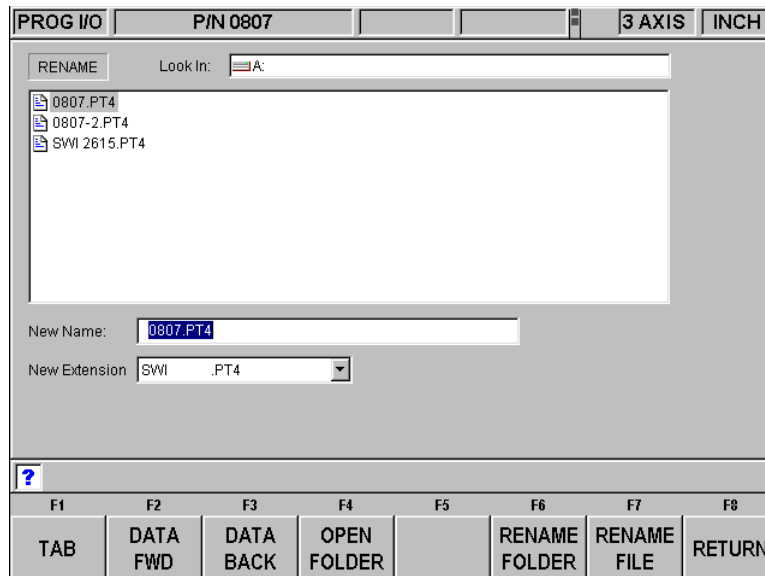 PROG I/O P/N 0807 3 AXIS INCH
RENAME Look In: A:
0807.PT4
0807-2.PT4
SWI 2615.PT4
New Name: 0807.PT4
New Extension SWI .PT4
?
F1 F2 F3 F4 F5 F6 F7 F8
TAB DATA FWD DATA BACK OPEN FOLDER RENAME FOLDER RENAME FILE RETURN